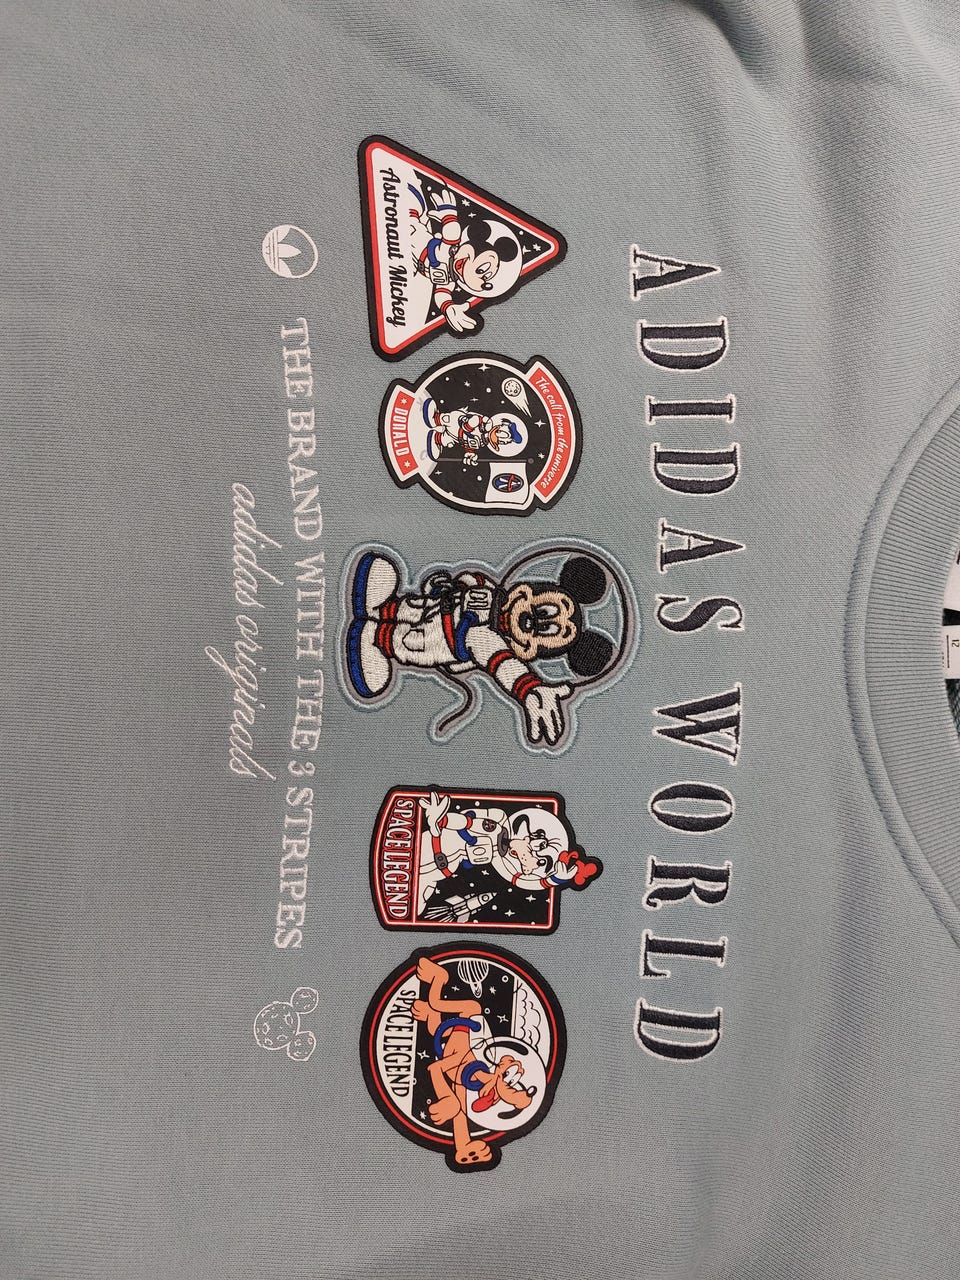 ADIDAS WORLD
Astronaut Mickey
The call from the universe
DONALD
SPACE LEGEND
SPACE LEGEND
THE BRAND WITH THE 3 STRIPES
adidas originals
12